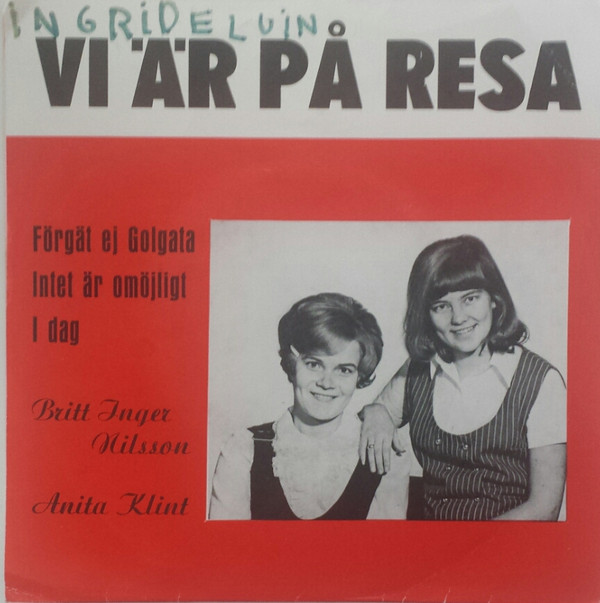 INGRID ELUIN
VI ÄR PÅ RESA
Förgät ej Golgata
Intet är omöjligt
I dag
Britt Inger
Nilsson
Anita Klint